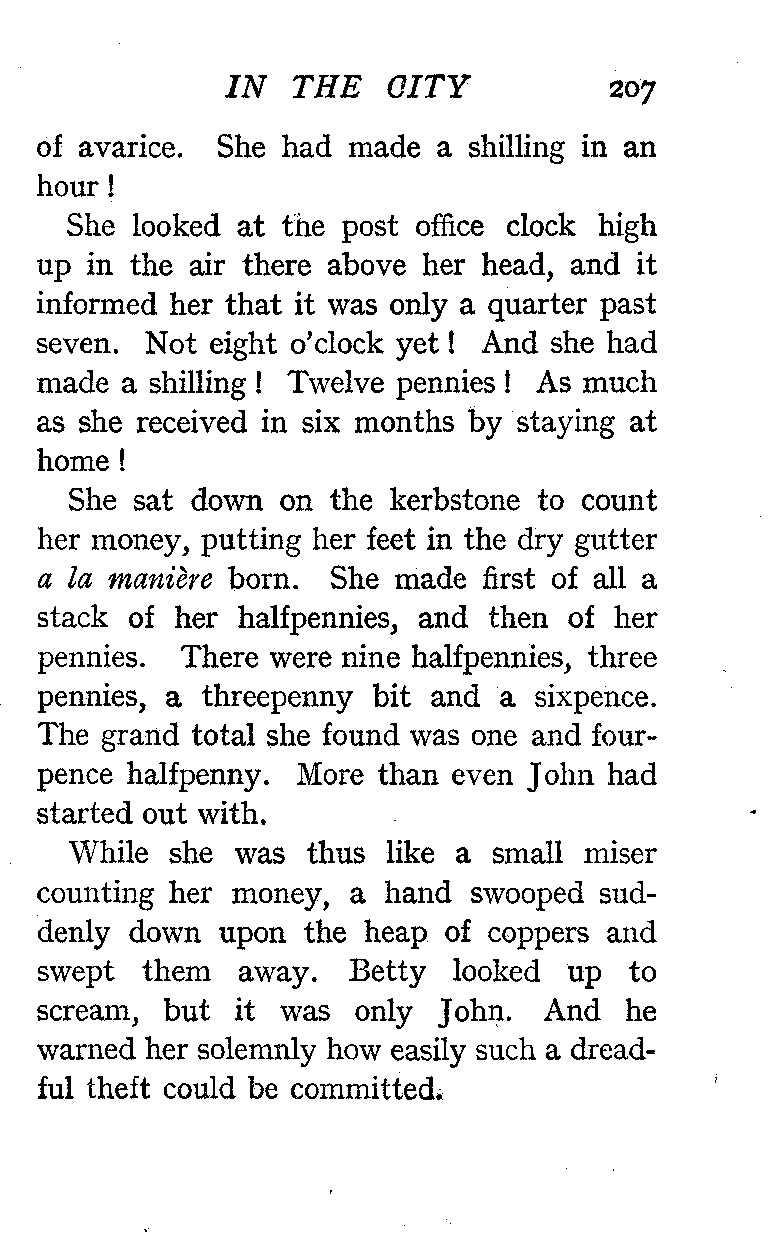 IN THE CITY 207
of avarice. She had made a shilling in an
hour !
She looked at the post office clock high
up in the air there above her head, and it
informed her that it was only a quarter past
seven. Not eight o'clock yet ! And she had
made a shilling ! Twelve pennies ! As much
as she received in six months by staying at
home !
She sat down on the kerbstone to count
her money, putting her feet in the dry gutter
a la manière born. She made first of all a
stack of her halfpennies, and then of her
pennies. There were nine halfpennies, three
pennies, a threepenny bit and a sixpence.
The grand total she found was one and four-
pence halfpenny. More than even John had
started out with.
While she was thus like a small miser
counting her money, a hand swooped sud-
denly down upon the heap of coppers and
swept them away. Betty looked up to
scream, but it was only John. And he
warned her solemnly how easily such a dread-
ful theft could be committed.